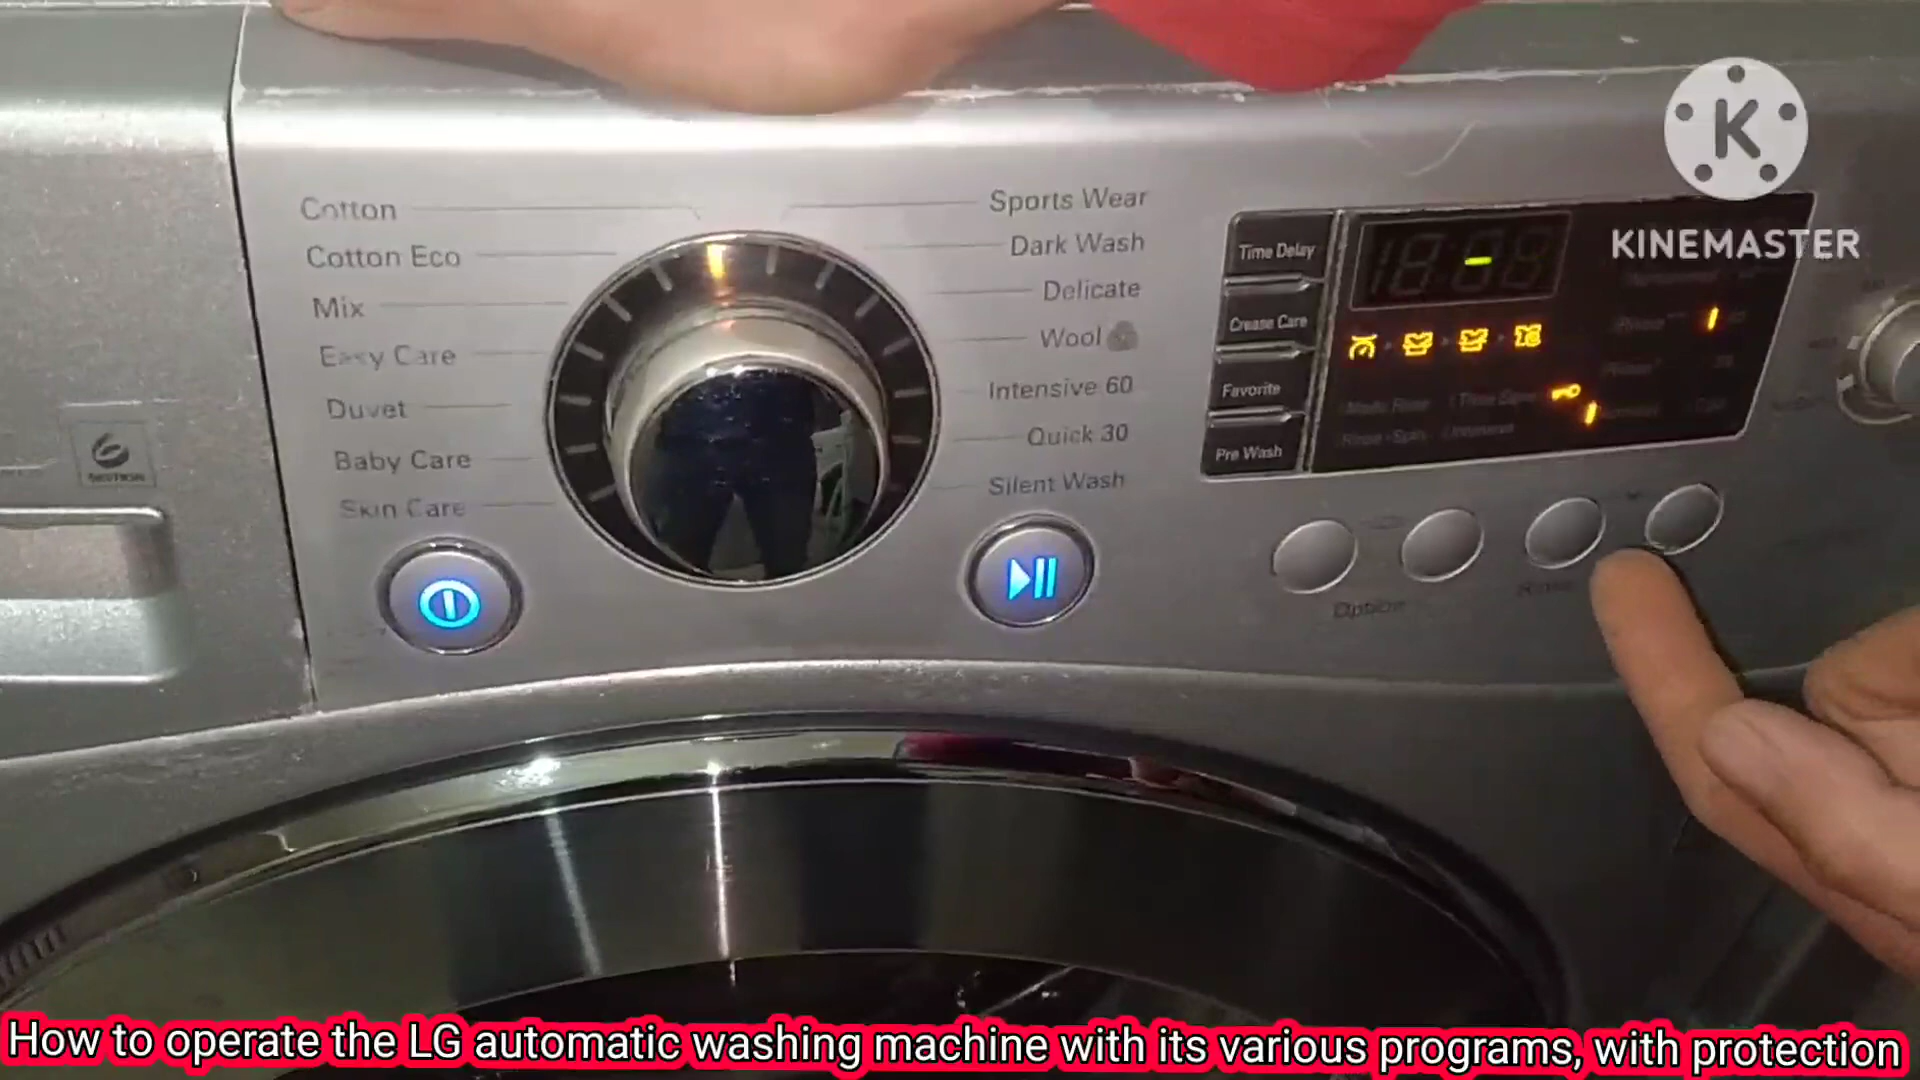 Cotton
Cotton Eco
Mix
Easy Care
Duvet
Baby Care
Skin Care
Sports Wear
Dark Wash
Delicate
Wool
Intensive 60
Quick 30
Silent Wash
Time Delay
Crease Care
Favorite
Pre Wash
Option
K
KINEMASTER
How to operate the LG automatic washing machine with its various programs, with protection